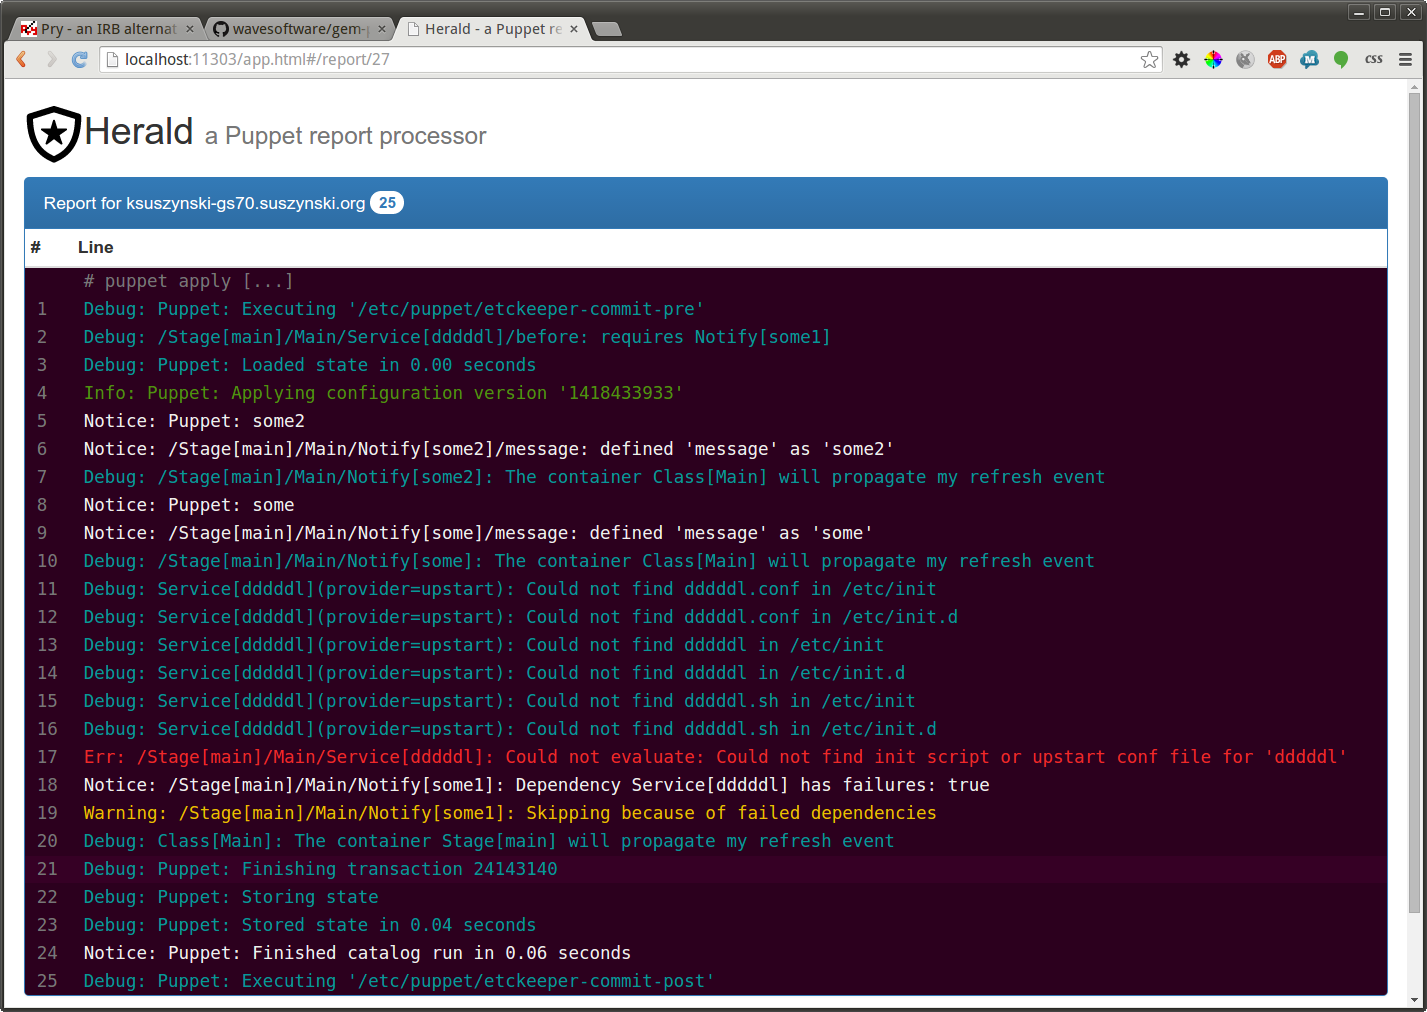 Pry - an IRB alternat
wavesoftware/gem-
Herald - a Puppet re
localhost:11303/app.html#/report/27
ABP
M
css
Herald a Puppet report processor
Report for ksuszynski-gs70.suszynski.org 25
# Line
# puppet apply [...]
1 Debug: Puppet: Executing '/etc/puppet/etckeeper-commit-pre'
2 Debug: /Stage[main]/Main/Service[dddddl]/before: requires Notify[some1]
3 Debug: Puppet: Loaded state in 0.00 seconds
4 Info: Puppet: Applying configuration version '1418433933'
5 Notice: Puppet: some2
6 Notice: /Stage[main]/Main/Notify[some2]/message: defined 'message' as 'some2'
7 Debug: /Stage[main]/Main/Notify[some2]: The container Class[Main] will propagate my refresh event
8 Notice: Puppet: some
9 Notice: /Stage[main]/Main/Notify[some]/message: defined 'message' as 'some'
10 Debug: /Stage[main]/Main/Notify[some]: The container Class[Main] will propagate my refresh event
11 Debug: Service[dddddl](provider=upstart): Could not find dddddl.conf in /etc/init
12 Debug: Service[dddddl](provider=upstart): Could not find dddddl.conf in /etc/init.d
13 Debug: Service[dddddl](provider=upstart): Could not find dddddl in /etc/init
14 Debug: Service[dddddl](provider=upstart): Could not find dddddl in /etc/init.d
15 Debug: Service[dddddl](provider=upstart): Could not find dddddl.sh in /etc/init
16 Debug: Service[dddddl](provider=upstart): Could not find dddddl.sh in /etc/init.d
17 Err: /Stage[main]/Main/Service[dddddl]: Could not evaluate: Could not find init script or upstart conf file for 'dddddl'
18 Notice: /Stage[main]/Main/Notify[some1]: Dependency Service[dddddl] has failures: true
19 Warning: /Stage[main]/Main/Notify[some1]: Skipping because of failed dependencies
20 Debug: Class[Main]: The container Stage[main] will propagate my refresh event
21 Debug: Puppet: Finishing transaction 24143140
22 Debug: Puppet: Storing state
23 Debug: Puppet: Stored state in 0.04 seconds
24 Notice: Puppet: Finished catalog run in 0.06 seconds
25 Debug: Puppet: Executing '/etc/puppet/etckeeper-commit-post'